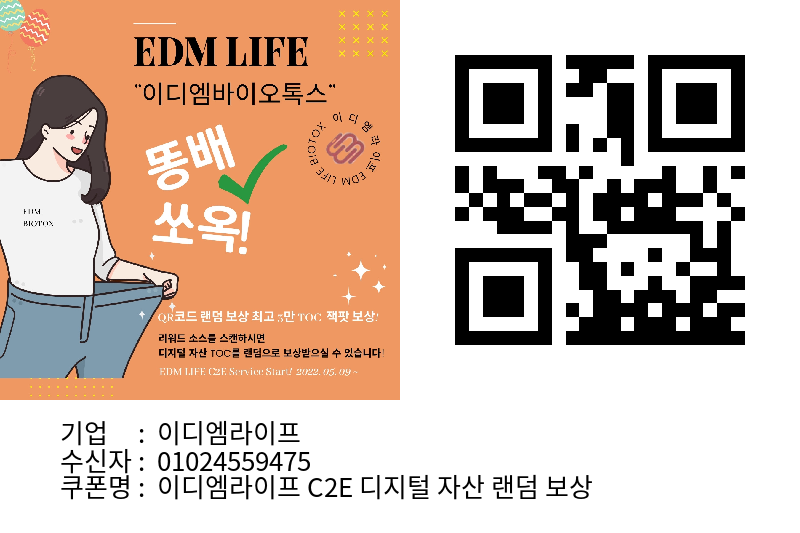 EDM LIFE
"이디엠바이오톡스"
이디엠라이프 EDM LIFE BIOTOX
똥배
쏘옥!
EDM
BIOTOX
QR코드 랜덤 보상 최고 5만 TOC 잭팟 보상!
리워드 소스를 스캔하시면
디지털 자산 TOC를 랜덤으로 보상받으실 수 있습니다!
EDM LIFE C2E Service Start! 2022. 05. 09 ~
기업 : 이디엠라이프
수신자 : 01024559475
쿠폰명 : 이디엠라이프 C2E 디지털 자산 랜덤 보상